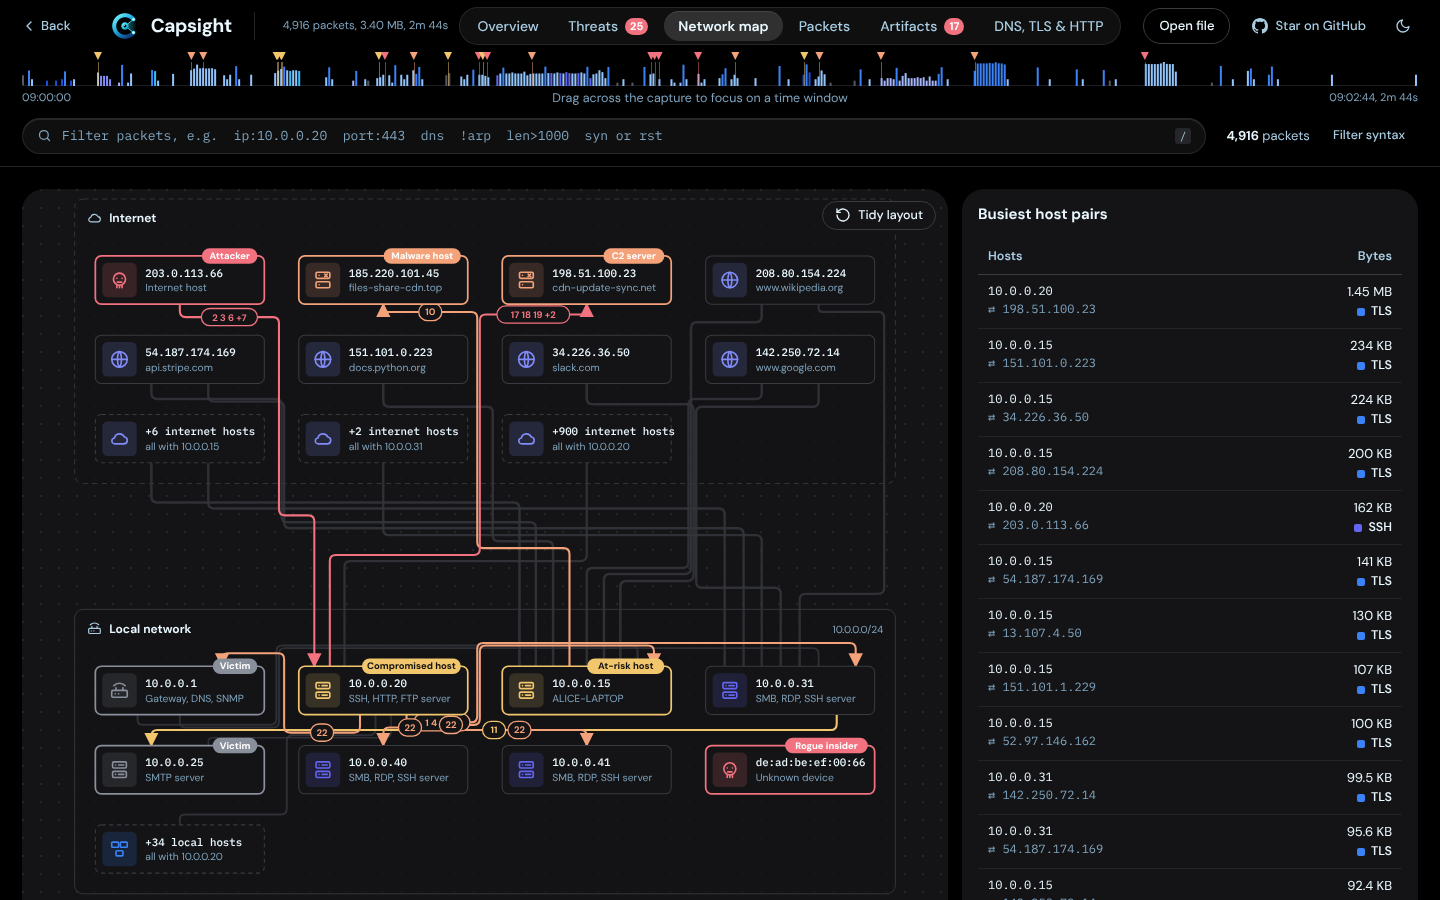 Back
Capsight
4,916 packets, 3.40 MB, 2m 44s
Overview
Threats 25
Network map
Packets
Artifacts 17
DNS, TLS & HTTP
Open file
Star on GitHub
09:00:00
Drag across the capture to focus on a time window
09:02:44, 2m 44s
Filter packets, e.g. ip:10.0.0.20 port:443 dns !arp len>1000 syn or rst
/
4,916 packets
Filter syntax
Internet
Tidy layout
Attacker
203.0.113.66
Internet host
Malware host
185.220.101.45
files-share-cdn.top
C2 server
198.51.100.23
cdn-update-sync.net
208.80.154.224
www.wikipedia.org
2 3 6 +7
10
17 18 19 +2
54.187.174.169
api.stripe.com
151.101.0.223
docs.python.org
34.226.36.50
slack.com
142.250.72.14
www.google.com
+6 internet hosts
all with 10.0.0.15
+2 internet hosts
all with 10.0.0.31
+900 internet hosts
all with 10.0.0.20
Local network
10.0.0.0/24
Victim
10.0.0.1
Gateway, DNS, SNMP
Compromised host
10.0.0.20
SSH, HTTP, FTP server
At-risk host
10.0.0.15
ALICE-LAPTOP
10.0.0.31
SMB, RDP, SSH server
22
22
1 4
22
11
22
Victim
10.0.0.25
SMTP server
10.0.0.40
SMB, RDP, SSH server
10.0.0.41
SMB, RDP, SSH server
Rogue insider
de:ad:be:ef:00:66
Unknown device
+34 local hosts
all with 10.0.0.20
Busiest host pairs
Hosts Bytes
10.0.0.20 1.45 MB
⇄ 198.51.100.23 TLS
10.0.0.15 234 KB
⇄ 151.101.0.223 TLS
10.0.0.15 224 KB
⇄ 34.226.36.50 TLS
10.0.0.15 200 KB
⇄ 208.80.154.224 TLS
10.0.0.20 162 KB
⇄ 203.0.113.66 SSH
10.0.0.15 141 KB
⇄ 54.187.174.169 TLS
10.0.0.15 130 KB
⇄ 13.107.4.50 TLS
10.0.0.15 107 KB
⇄ 151.101.1.229 TLS
10.0.0.15 100 KB
⇄ 52.97.146.162 TLS
10.0.0.31 99.5 KB
⇄ 142.250.72.14 TLS
10.0.0.31 95.6 KB
⇄ 54.187.174.169 TLS
10.0.0.15 92.4 KB